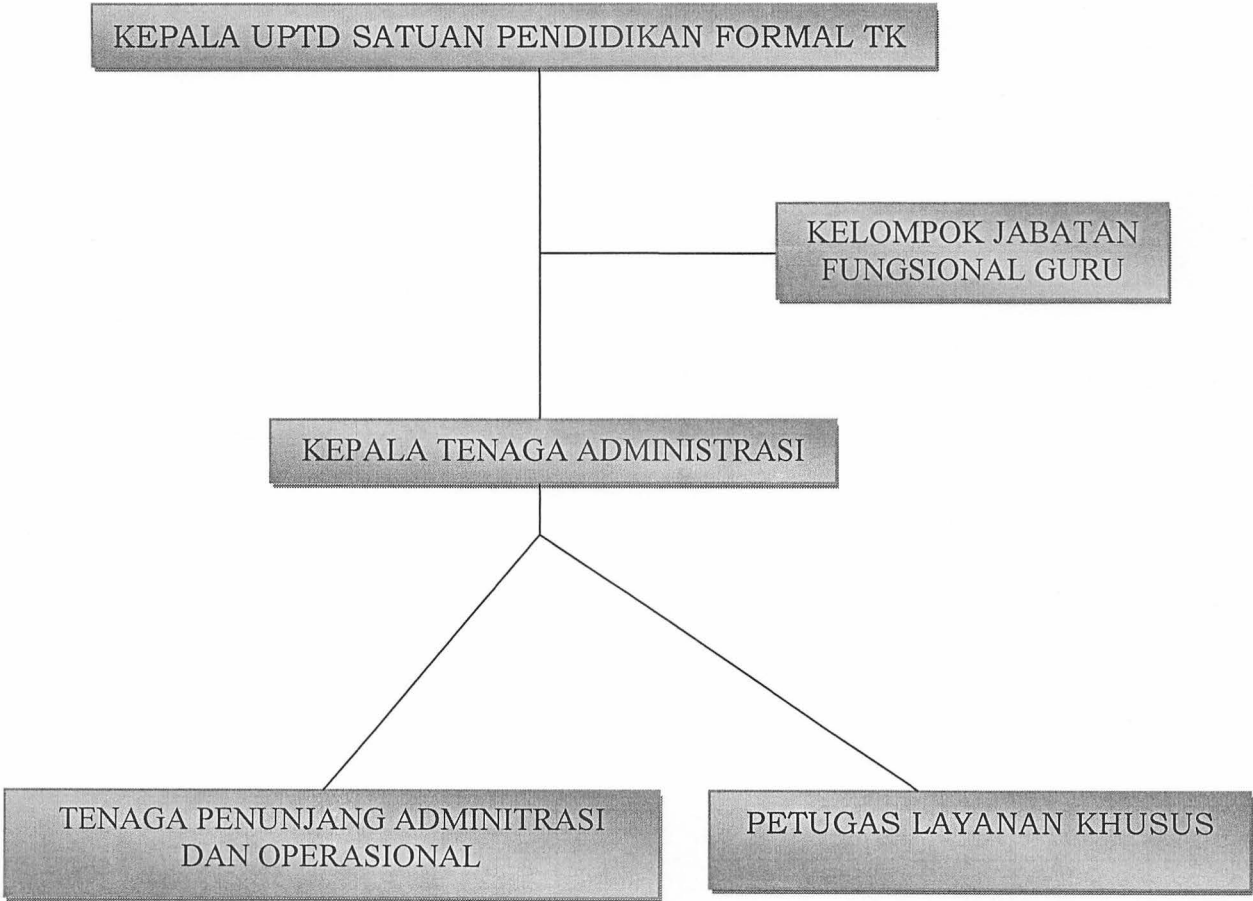 KEPALA UPTD SATUAN PENDIDIKAN FORMAL TK
KELOMPOK JABATAN
FUNGSIONAL GURU
KEPALA TENAGA ADMINISTRASI
TENAGA PENUNJANG ADMINITRASI
DAN OPERASIONAL
PETUGAS LAYANAN KHUSUS